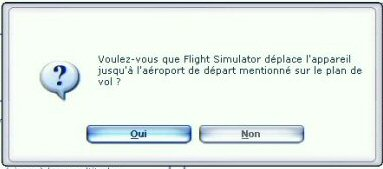 Voulez-vous que Flight Simulator déplace l'appareil
jusqu'à l'aéroport de départ mentionné sur le plan de
vol ?
Oui
Non